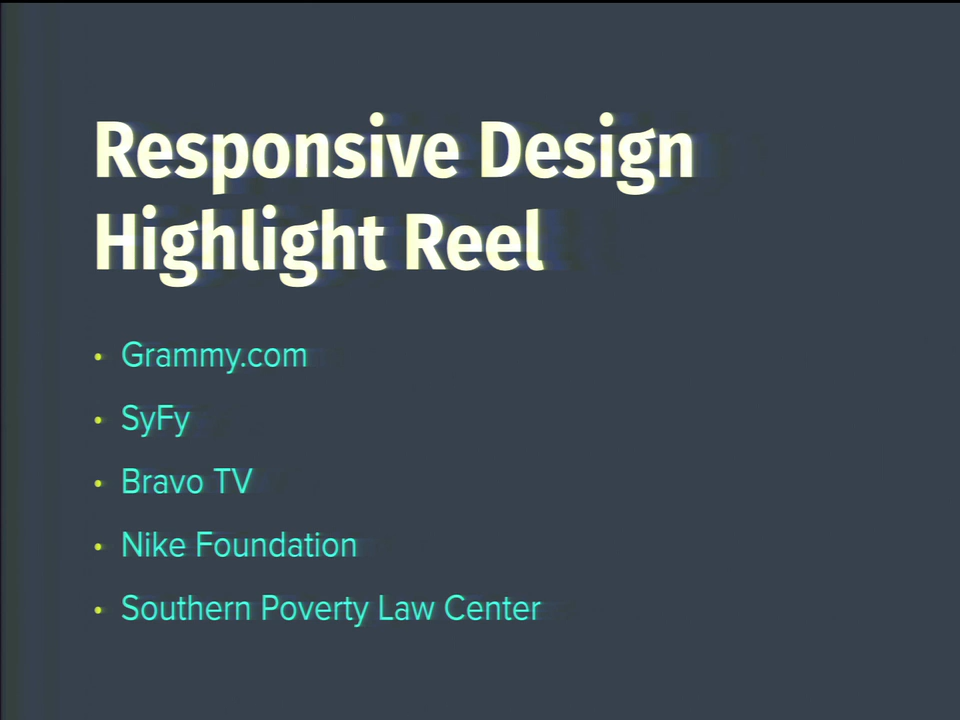 Responsive Design
Highlight Reel
• Grammy.com
• SyFy
• Bravo TV
• Nike Foundation
• Southern Poverty Law Center